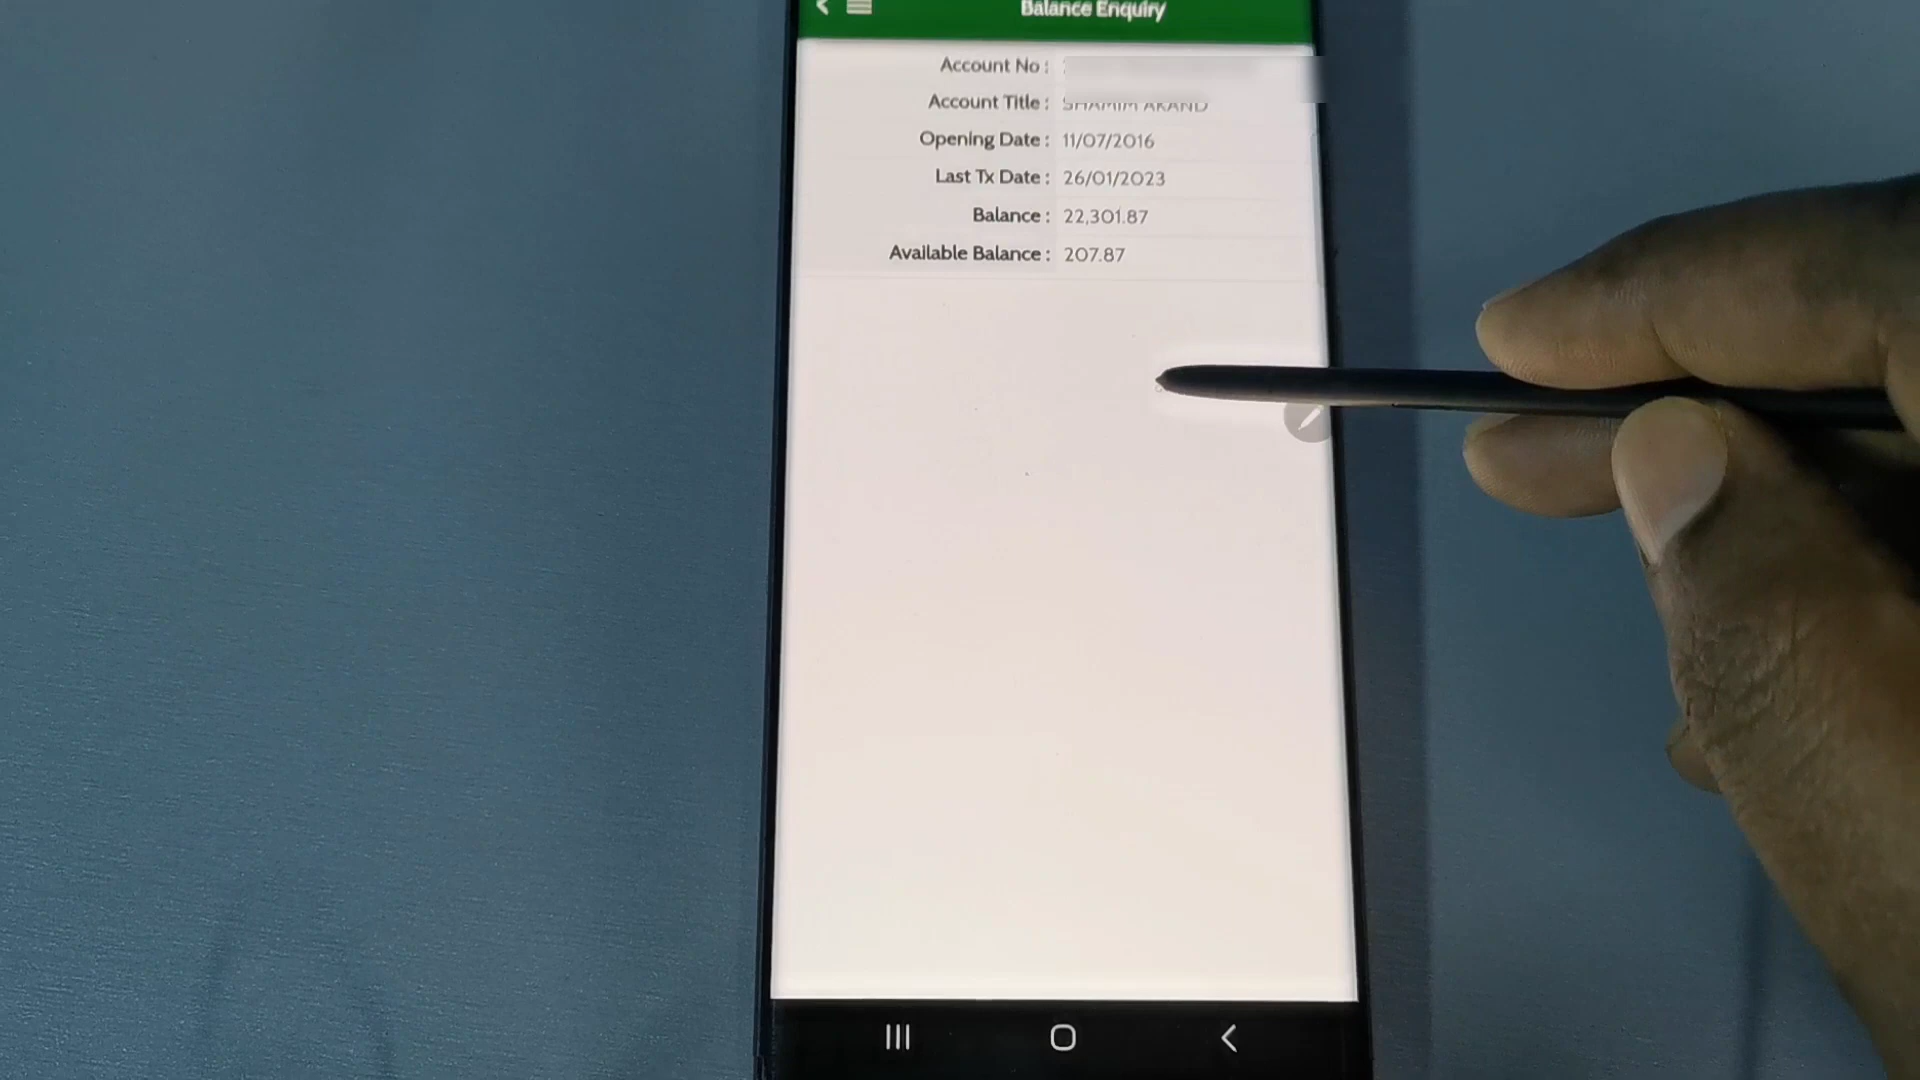 Balance Enquiry
Account No :
Account Title : SHAMIM AKAND
Opening Date : 11/07/2016
Last Tx Date : 26/01/2023
Balance : 22,301.87
Available Balance : 207.87